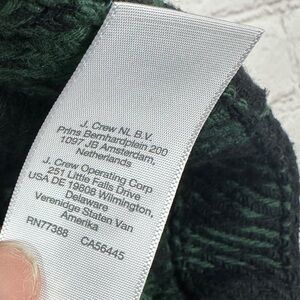 J. Crew NL B.V.
Prins Bernhardplein 200
1097 JB Amsterdam,
Netherlands
J. Crew Operating Corp
251 Little Falls Drive
USA DE 19808 Wilmington,
Delaware
Verenidge Staten Van
Amerika
RN77388 CA56445